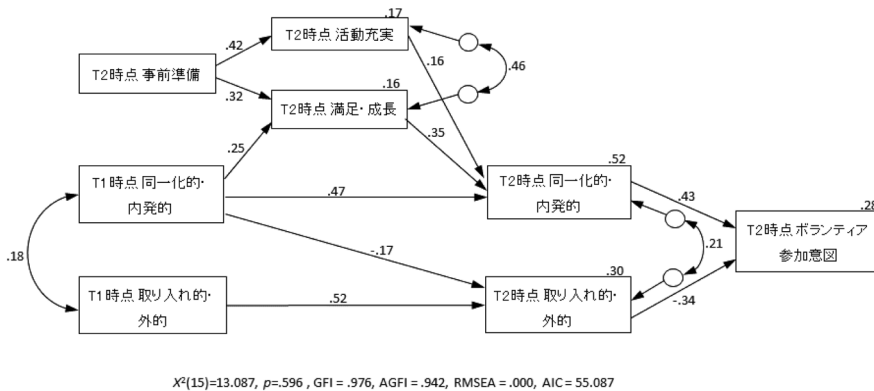 .17
.42
T2時点 活動充実
T2時点 事前準備
.16
.46
.32
.16
T2時点 満足・成長
.25
.35
T1時点 同一化的・
内発的
.47
.52
T2時点 同一化的・
内発的
.43
.28
-.17
.21
T2時点 ボランティア
参加意図
.18
.30
T1時点 取り入れ的・
外的
.52
T2時点 取り入れ的・
外的
-.34
X²(15)=13.087, p=.596 , GFI = .976, AGFI = .942, RMSEA = .000, AIC = 55.087